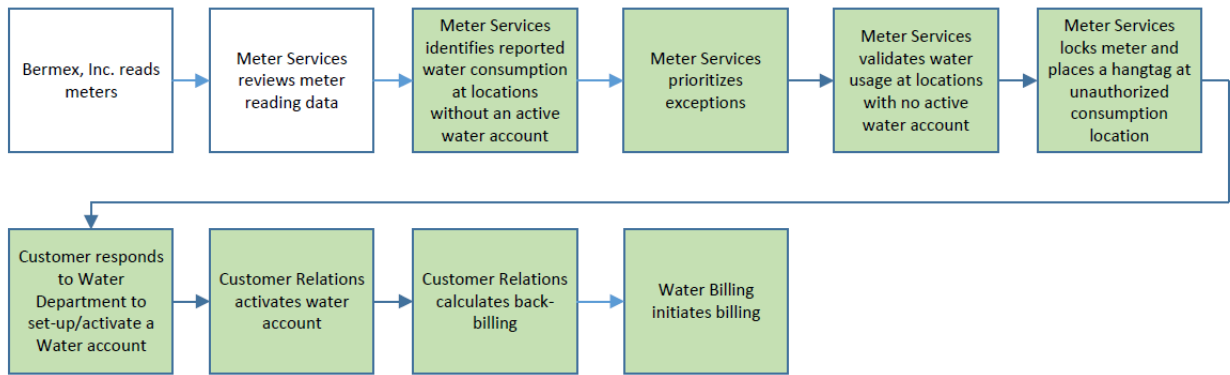 Bermex, Inc. reads
meters
Meter Services
reviews meter
reading data
Meter Services
identifies reported
water consumption
at locations
without an active
water account
Meter Services
prioritizes
exceptions
Meter Services
validates water
usage at locations
with no active
water account
Meter Services
locks meter and
places a hangtag at
unauthorized
consumption
location
Customer responds
to Water
Department to
set-up/activate a
Water account
Customer Relations
activates water
account
Customer Relations
calculates back-
billing
Water Billing
initiates billing